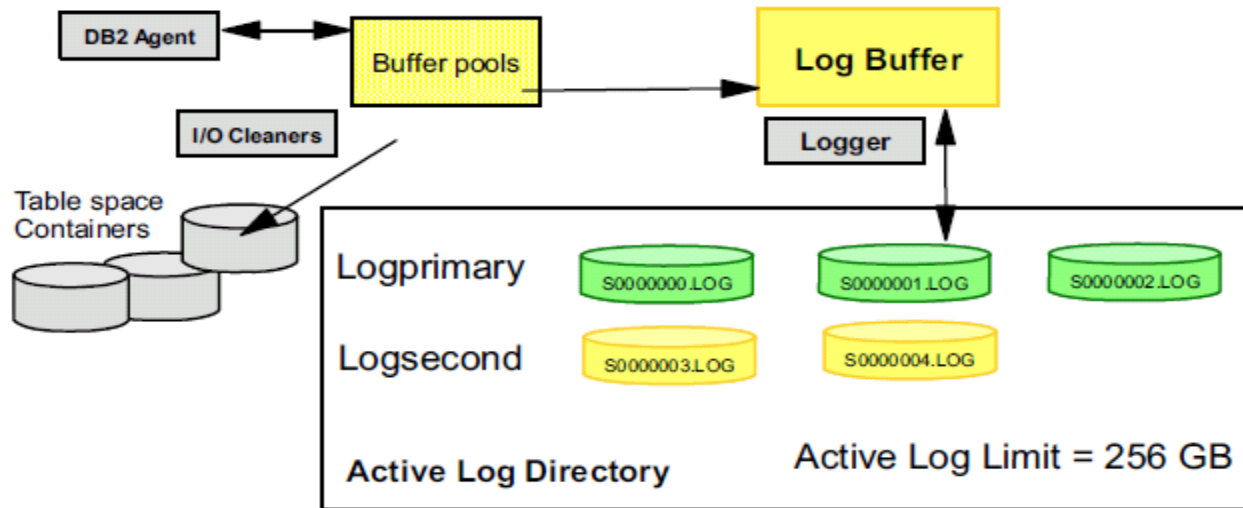 DB2 Agent
Buffer pools
Log Buffer
I/O Cleaners
Logger
Table space
Containers
Logprimary
S0000000.LOG
S0000001.LOG
S0000002.LOG
Logsecond
S0000003.LOG
S0000004.LOG
Active Log Directory
Active Log Limit = 256 GB